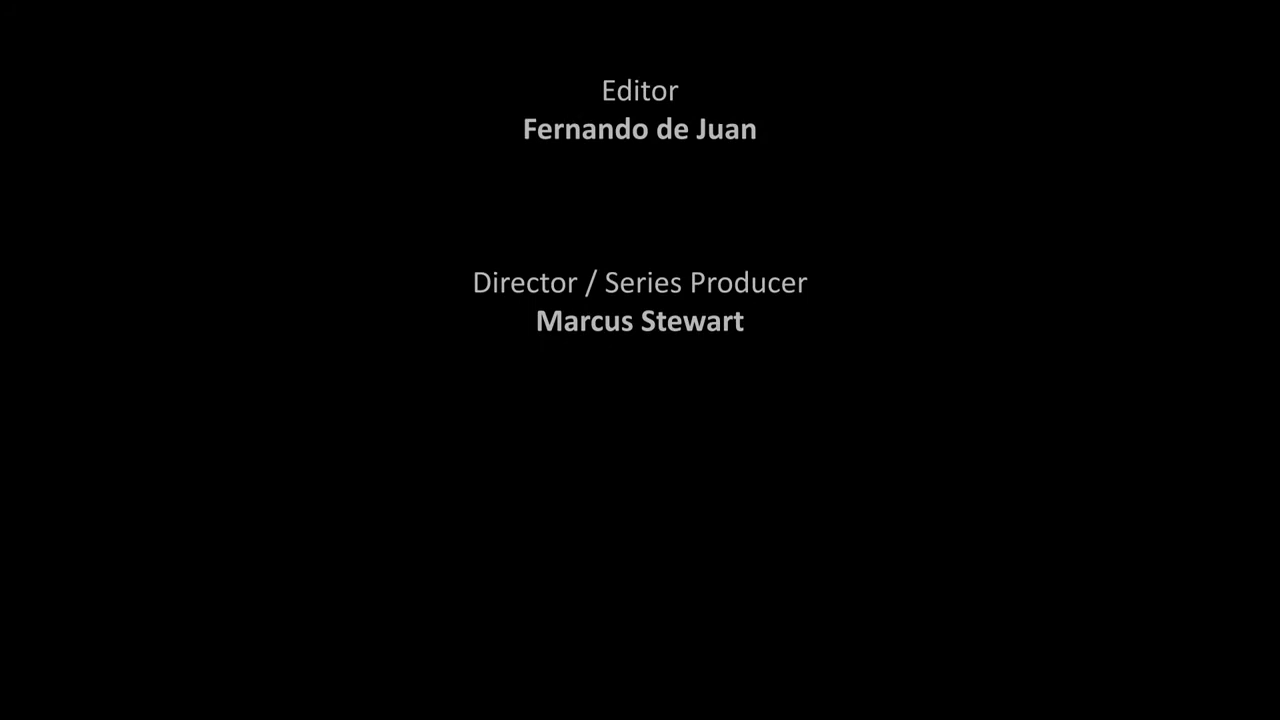 Editor
Fernando de Juan
Director / Series Producer
Marcus Stewart